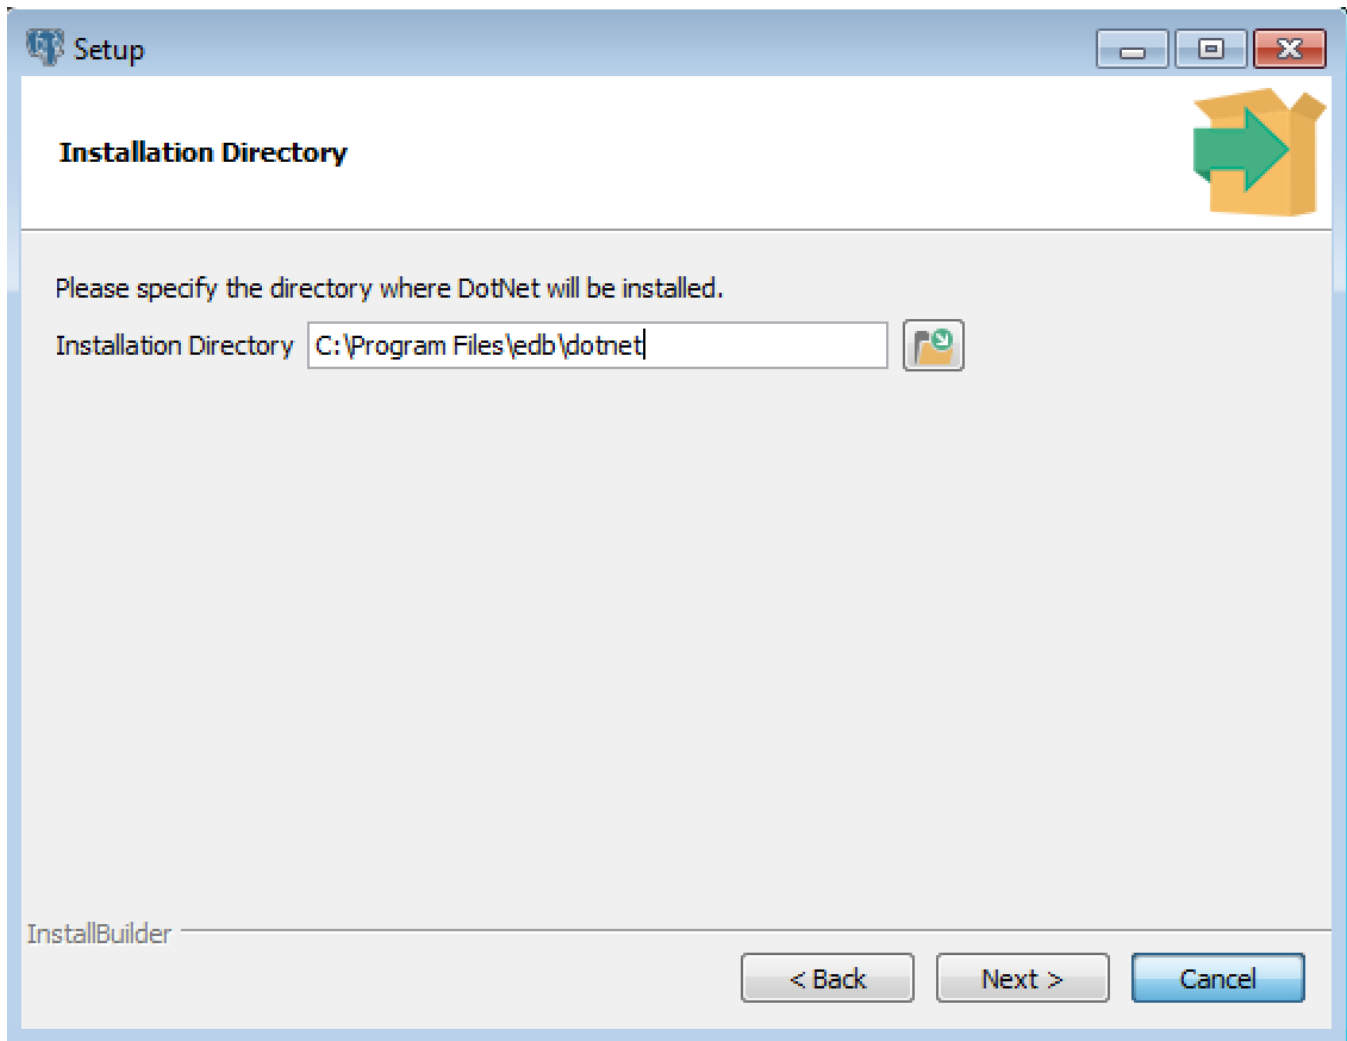 Setup
Installation Directory
Please specify the directory where DotNet will be installed.
Installation Directory C:\Program Files\edb\dotnet
InstallBuilder
< Back Next > Cancel